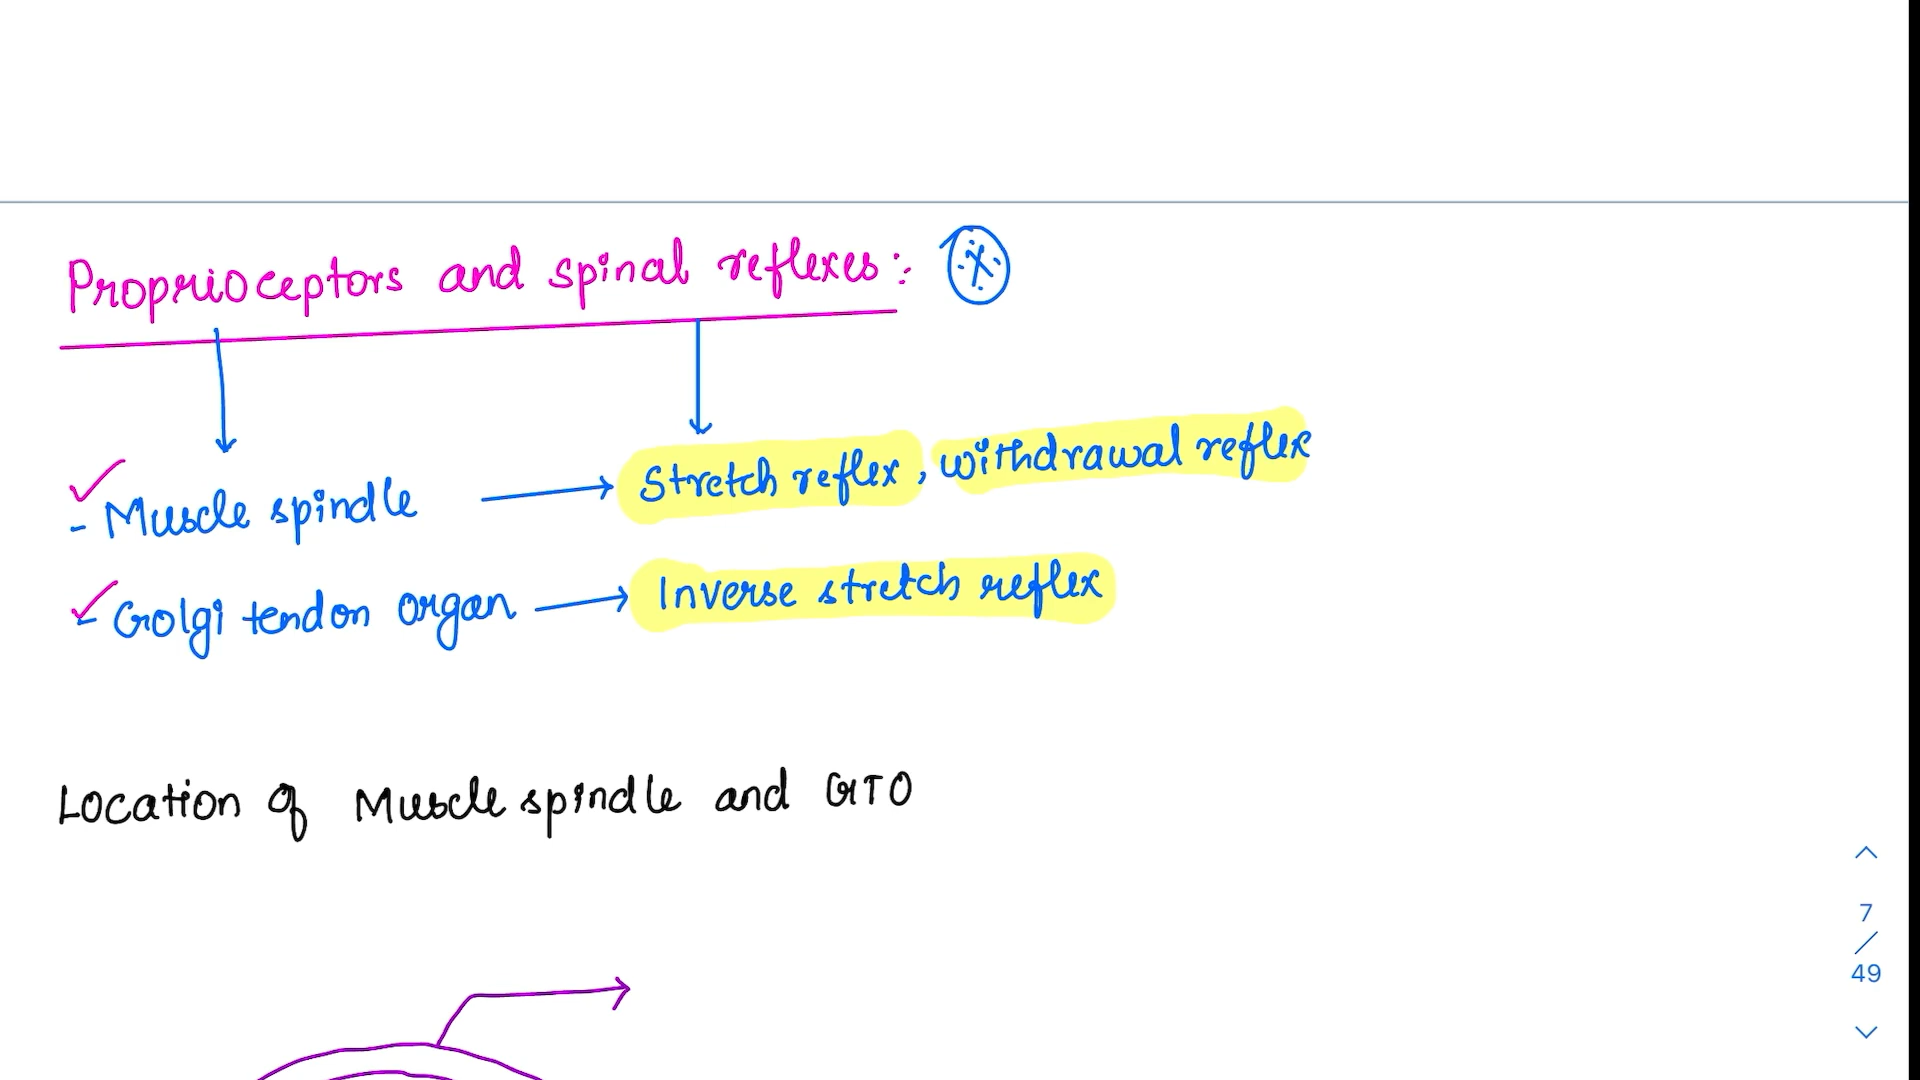 Proprioceptors and spinal reflexes :-
- Muscle spindle → Stretch reflex, withdrawal reflex
- Golgi tendon organ → Inverse stretch reflex
Location of Muscle spindle and GTO
7
/
49